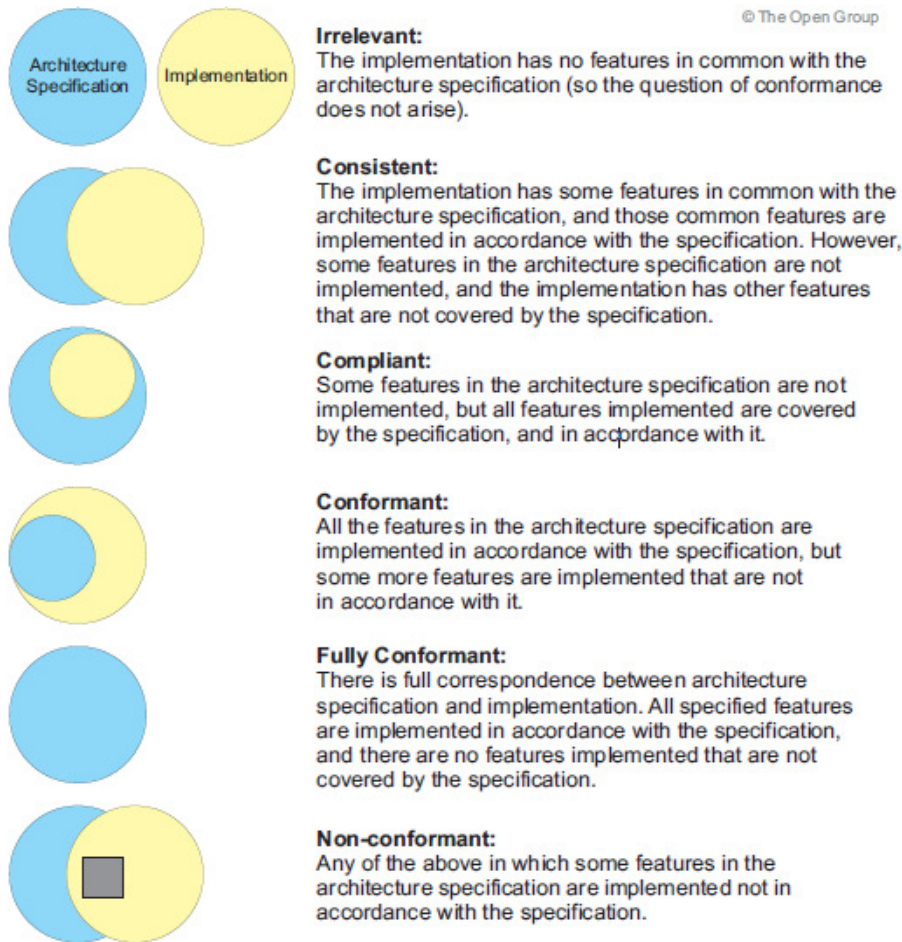 © The Open Group
Architecture
Specification
Implementation
Irrelevant:
The implementation has no features in common with the
architecture specification (so the question of conformance
does not arise).
Consistent:
The implementation has some features in common with the
architecture specification, and those common features are
implemented in accordance with the specification. However,
some features in the architecture specification are not
implemented, and the implementation has other features
that are not covered by the specification.
Compliant:
Some features in the architecture specification are not
implemented, but all features implemented are covered
by the specification, and in accordance with it.
Conformant:
All the features in the architecture specification are
implemented in accordance with the specification, but
some more features are implemented that are not
in accordance with it.
Fully Conformant:
There is full correspondence between architecture
specification and implementation. All specified features
are implemented in accordance with the specification,
and there are no features implemented that are not
covered by the specification.
Non-conformant:
Any of the above in which some features in the
architecture specification are implemented not in
accordance with the specification.